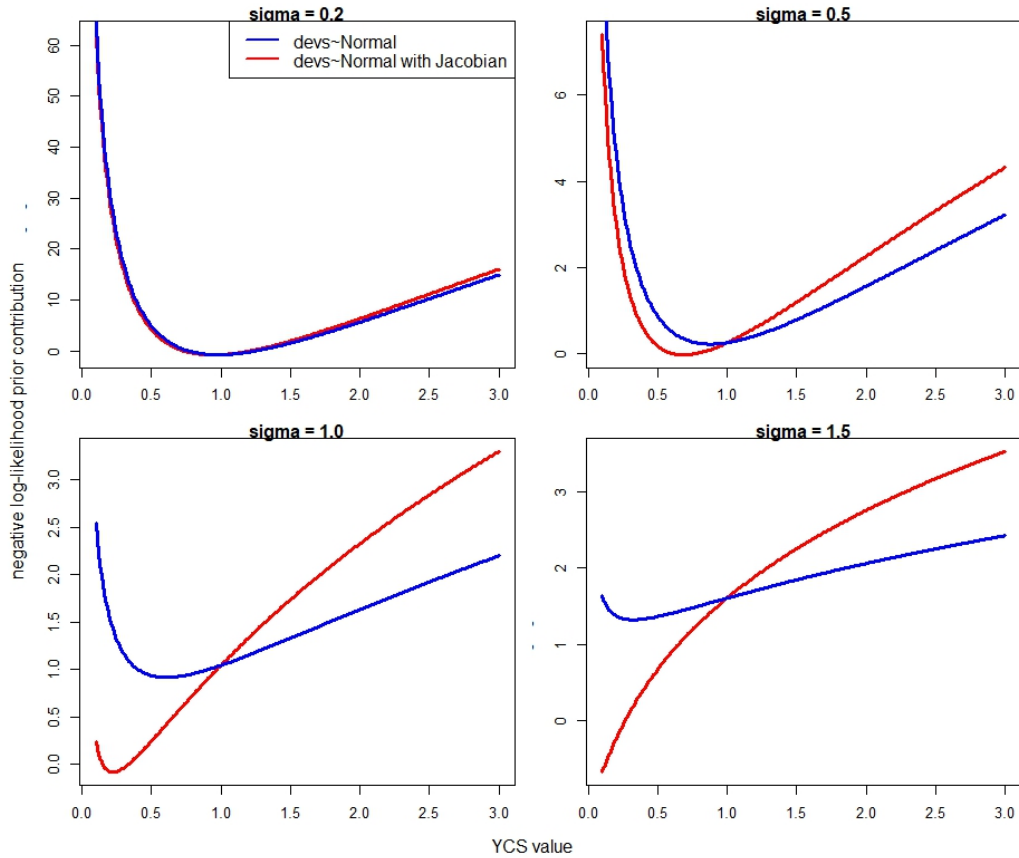 sigma = 0.2
60
50
40
30
20
10
0
0.0 0.5 1.0 1.5 2.0 2.5 3.0
devs~Normal
devs~Normal with Jacobian
sigma = 0.5
6
4
2
0
0.0 0.5 1.0 1.5 2.0 2.5 3.0
negative log-likelihood prior contribution
sigma = 1.0
3.0
2.5
2.0
1.5
1.0
0.5
0.0
0.0 0.5 1.0 1.5 2.0 2.5 3.0
sigma = 1.5
3
2
1
0
0.0 0.5 1.0 1.5 2.0 2.5 3.0
YCS value